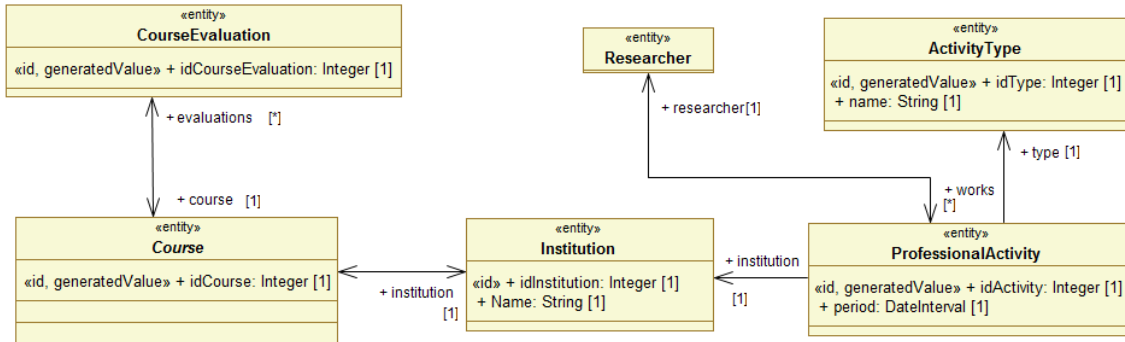 «entity»
CourseEvaluation
«id, generatedValue» + idCourseEvaluation: Integer [1]
«entity»
Researcher
«entity»
ActivityType
«id, generatedValue» + idType: Integer [1]
+ name: String [1]
+ evaluations [*]
+ researcher[1]
+ type [1]
+ course [1]
+ works
[*]
«entity»
Course
«id, generatedValue» + idCourse: Integer [1]
+ institution
[1]
«entity»
Institution
«id» + idInstitution: Integer [1]
+ Name: String [1]
+ institution
[1]
«entity»
ProfessionalActivity
«id, generatedValue» + idActivity: Integer [1]
+ period: DateInterval [1]